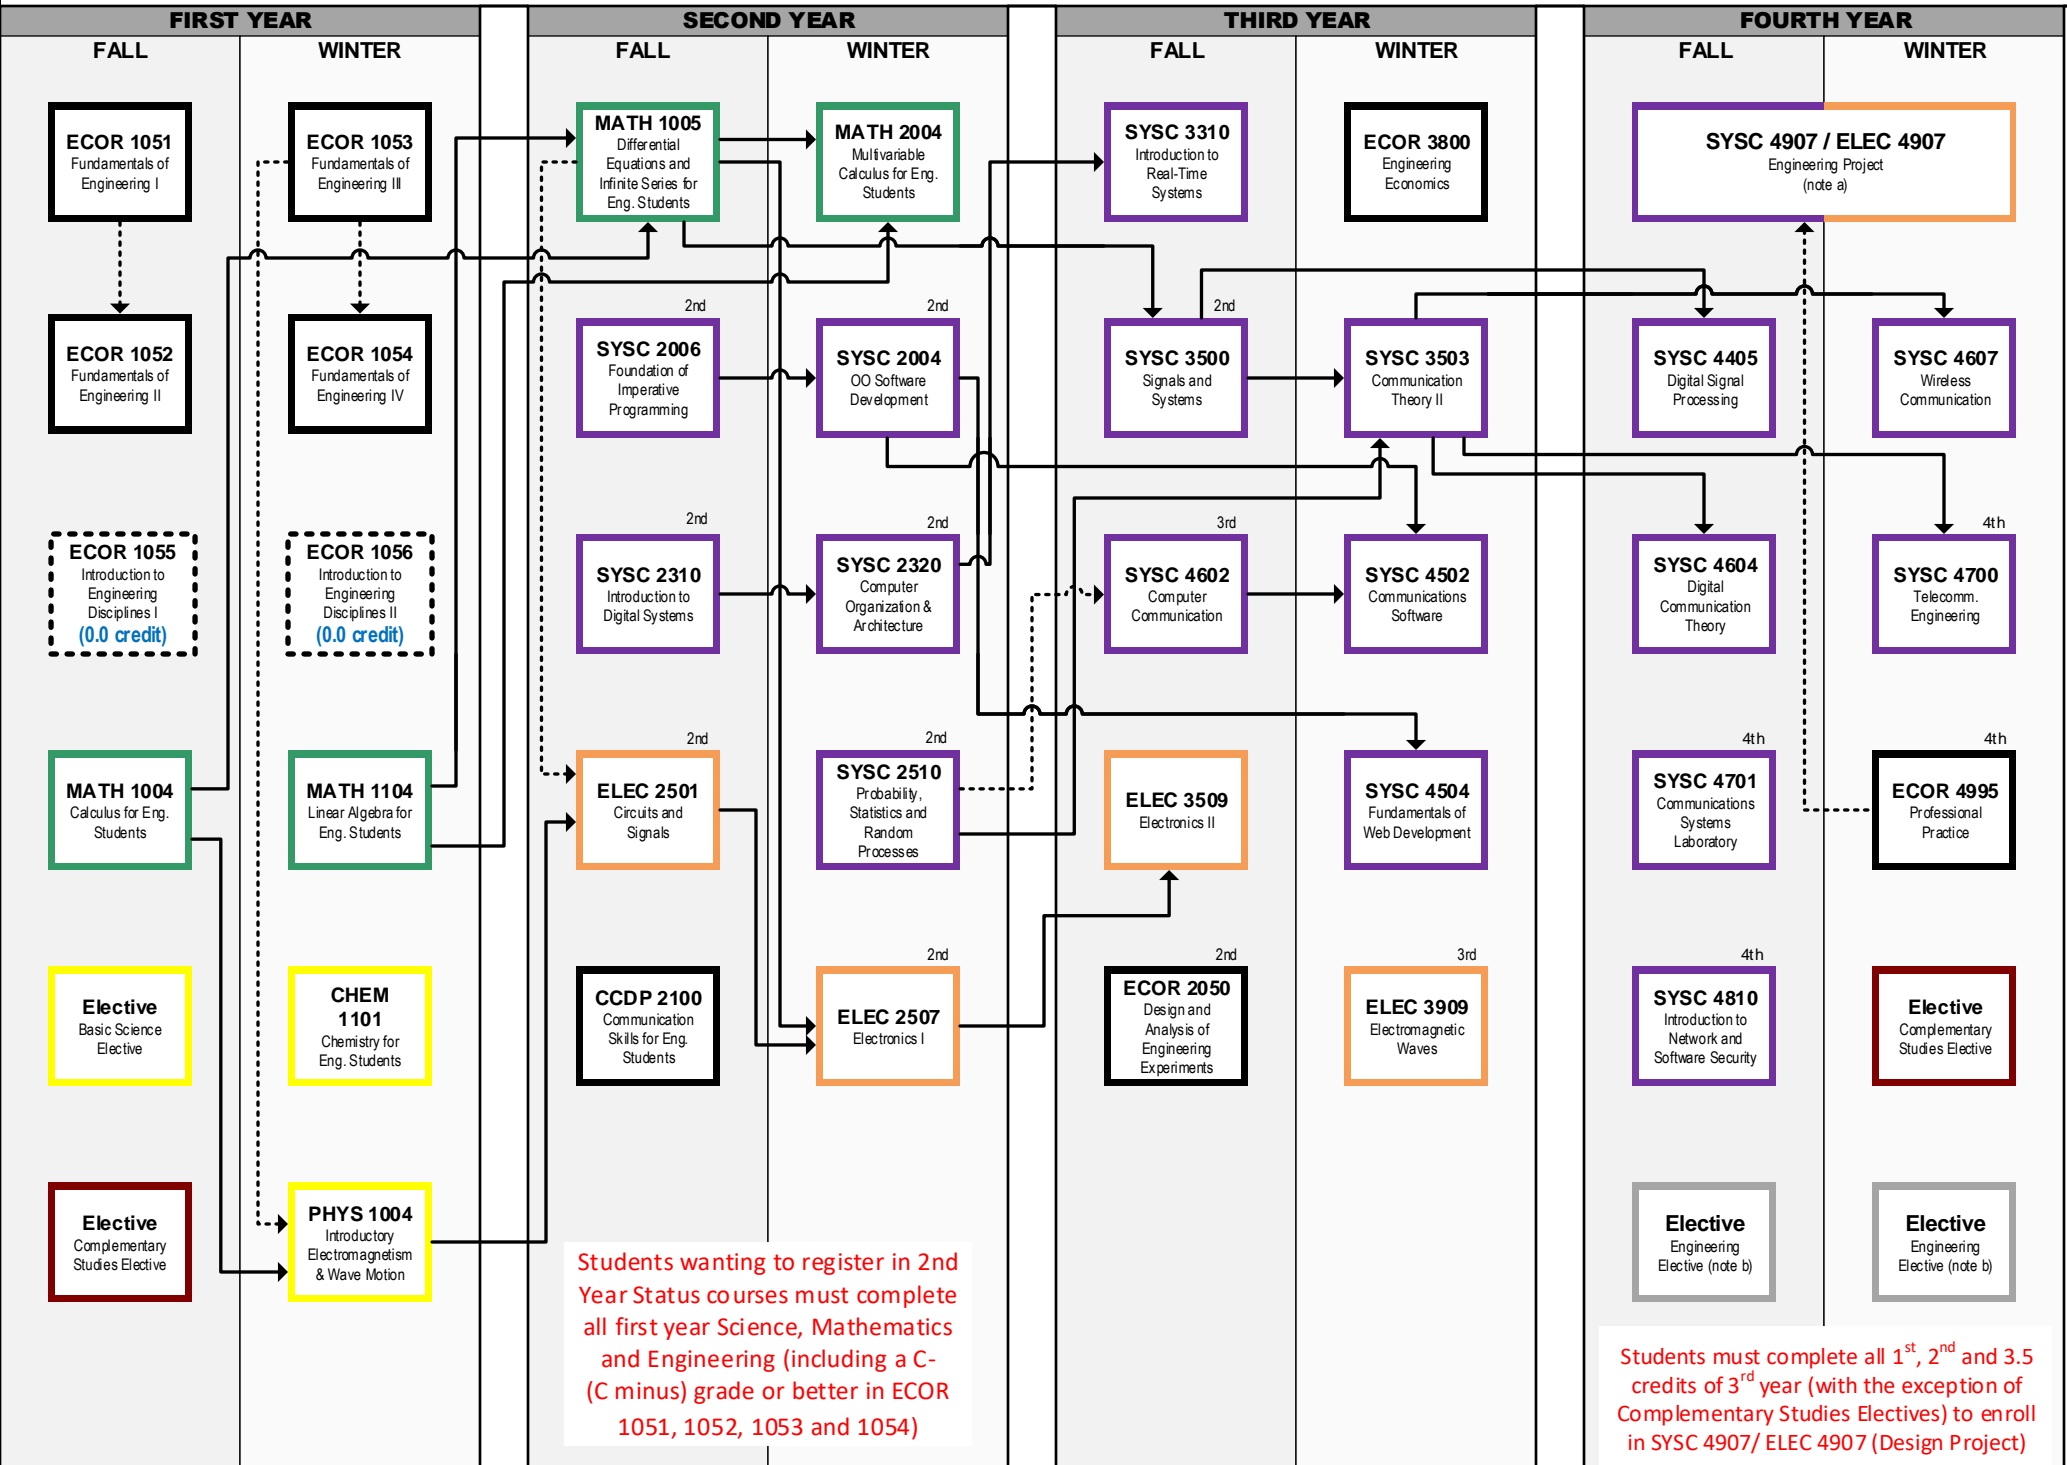 FIRST YEAR
SECOND YEAR
THIRD YEAR
FOURTH YEAR
FALL
WINTER
FALL
WINTER
FALL
WINTER
FALL
WINTER
ECOR 1051
Fundamentals of
Engineering I
ECOR 1053
Fundamentals of
Engineering III
MATH 1005
Differential
Equations and
Infinite Series for
Eng. Students
MATH 2004
Multivariable
Calculus for Eng.
Students
SYSC 3310
Introduction to
Real-Time
Systems
ECOR 3800
Engineering
Economics
SYSC 4907 / ELEC 4907
Engineering Project
(note a)
ECOR 1052
Fundamentals of
Engineering II
ECOR 1054
Fundamentals of
Engineering IV
2nd
SYSC 2006
Foundation of
Imperative
Programming
2nd
SYSC 2004
OO Software
Development
2nd
SYSC 3500
Signals and
Systems
SYSC 3503
Communication
Theory II
SYSC 4405
Digital Signal
Processing
SYSC 4607
Wireless
Communication
ECOR 1055
Introduction to
Engineering
Disciplines I
(0.0 credit)
ECOR 1056
Introduction to
Engineering
Disciplines II
(0.0 credit)
2nd
SYSC 2310
Introduction to
Digital Systems
2nd
SYSC 2320
Computer
Organization &
Architecture
3rd
SYSC 4602
Computer
Communication
SYSC 4502
Communications
Software
SYSC 4604
Digital
Communication
Theory
4th
SYSC 4700
Telecomm.
Engineering
MATH 1004
Calculus for Eng.
Students
MATH 1104
Linear Algebra for
Eng. Students
2nd
ELEC 2501
Circuits and
Signals
2nd
SYSC 2510
Probability,
Statistics and
Random
Processes
ELEC 3509
Electronics II
SYSC 4504
Fundamentals of
Web Development
4th
SYSC 4701
Communications
Systems
Laboratory
4th
ECOR 4995
Professional
Practice
Elective
Basic Science
Elective
CHEM
1101
Chemistry for
Eng. Students
CCDP 2100
Communication
Skills for Eng.
Students
2nd
ELEC 2507
Electronics I
2nd
ECOR 2050
Design and
Analysis of
Engineering
Experiments
3rd
ELEC 3909
Electromagnetic
Waves
4th
SYSC 4810
Introduction to
Network and
Software Security
Elective
Complementary
Studies Elective
Elective
Complementary
Studies Elective
PHYS 1004
Introductory
Electromagnetism
& Wave Motion
Elective
Engineering
Elective (note b)
Elective
Engineering
Elective (note b)
Students wanting to register in 2nd
Year Status courses must complete
all first year Science, Mathematics
and Engineering (including a C-
(C minus) grade or better in ECOR
1051, 1052, 1053 and 1054)
Students must complete all 1st, 2nd and 3.5
credits of 3rd year (with the exception of
Complementary Studies Electives) to enroll
in SYSC 4907/ ELEC 4907 (Design Project)